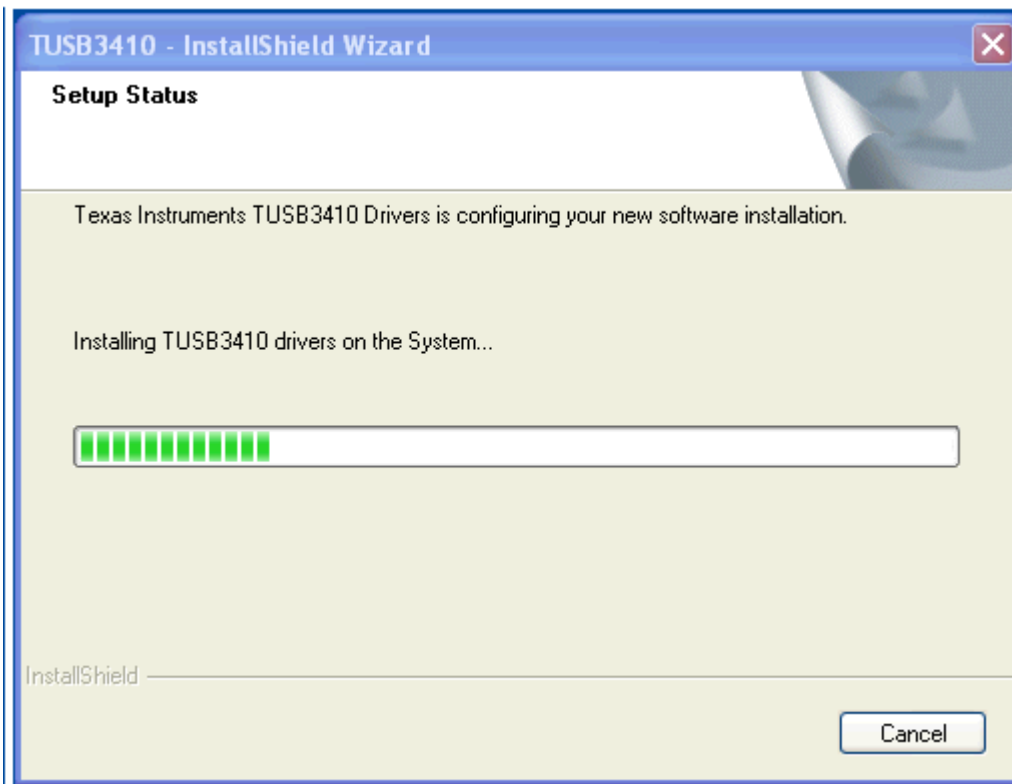 TUSB3410 - InstallShield Wizard
Setup Status
Texas Instruments TUSB3410 Drivers is configuring your new software installation.
Installing TUSB3410 drivers on the System...
InstallShield
Cancel